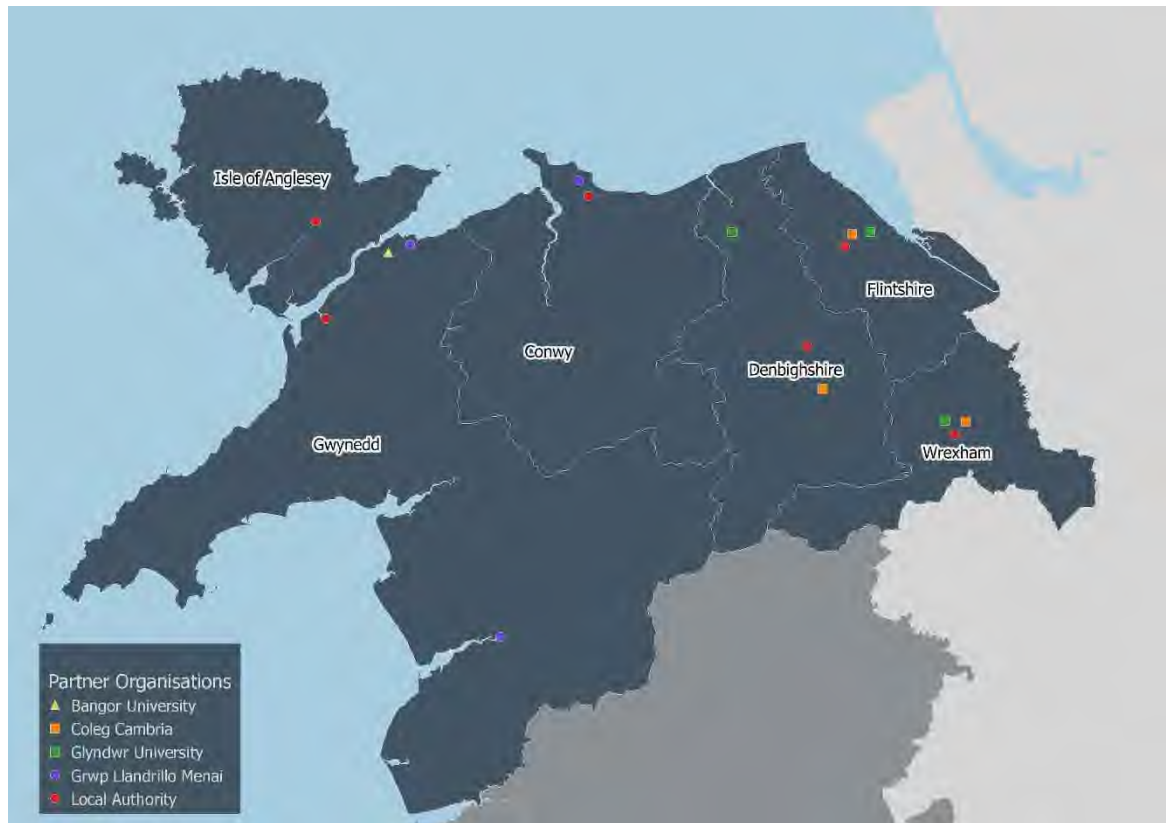 Isle of Anglesey
Flintshire
Conwy
Denbighshire
Gwynedd
Wrexham
Partner Organisations
Bangor University
Coleg Cambria
Glyndwr University
Grwp Llandrillo Menai
Local Authority